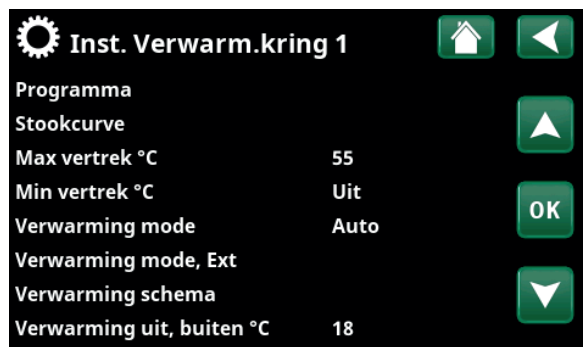 Inst. Verwarm.kring 1
Programma
Stookcurve
Max vertrek °C 55
Min vertrek °C Uit
Verwarming mode Auto
OK
Verwarming mode, Ext
Verwarming schema
Verwarming uit, buiten °C 18